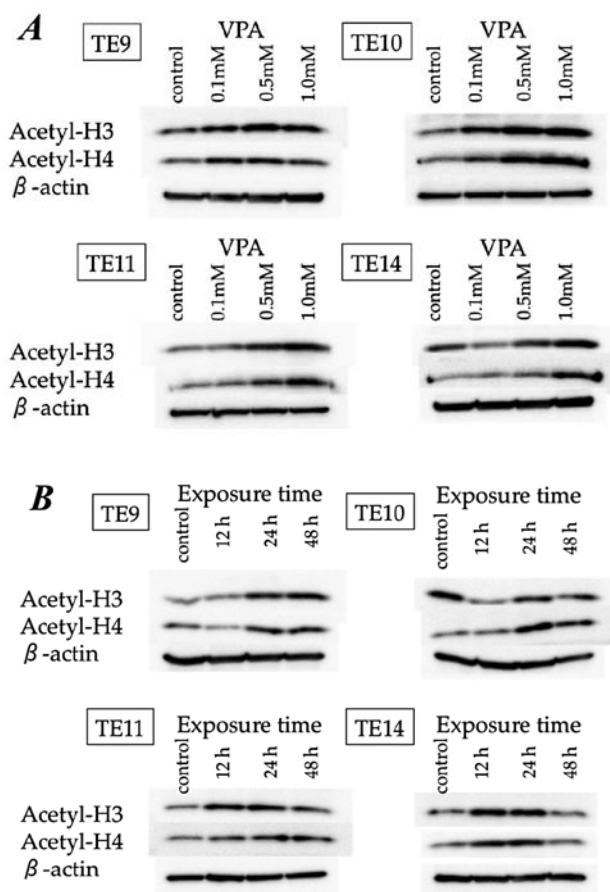 A
TE9 VPA TE10 VPA
control 0.1mM 0.5mM 1.0mM control 0.1mM 0.5mM 1.0mM
Acetyl-H3
Acetyl-H4
β-actin
TE11 VPA TE14 VPA
control 0.1mM 0.5mM 1.0mM control 0.1mM 0.5mM 1.0mM
Acetyl-H3
Acetyl-H4
β-actin
B
TE9 Exposure time TE10 Exposure time
control 12 h 24 h 48 h control 12 h 24 h 48 h
Acetyl-H3
Acetyl-H4
β-actin
TE11 Exposure time TE14 Exposure time
control 12 h 24 h 48 h control 12 h 24 h 48 h
Acetyl-H3
Acetyl-H4
β-actin